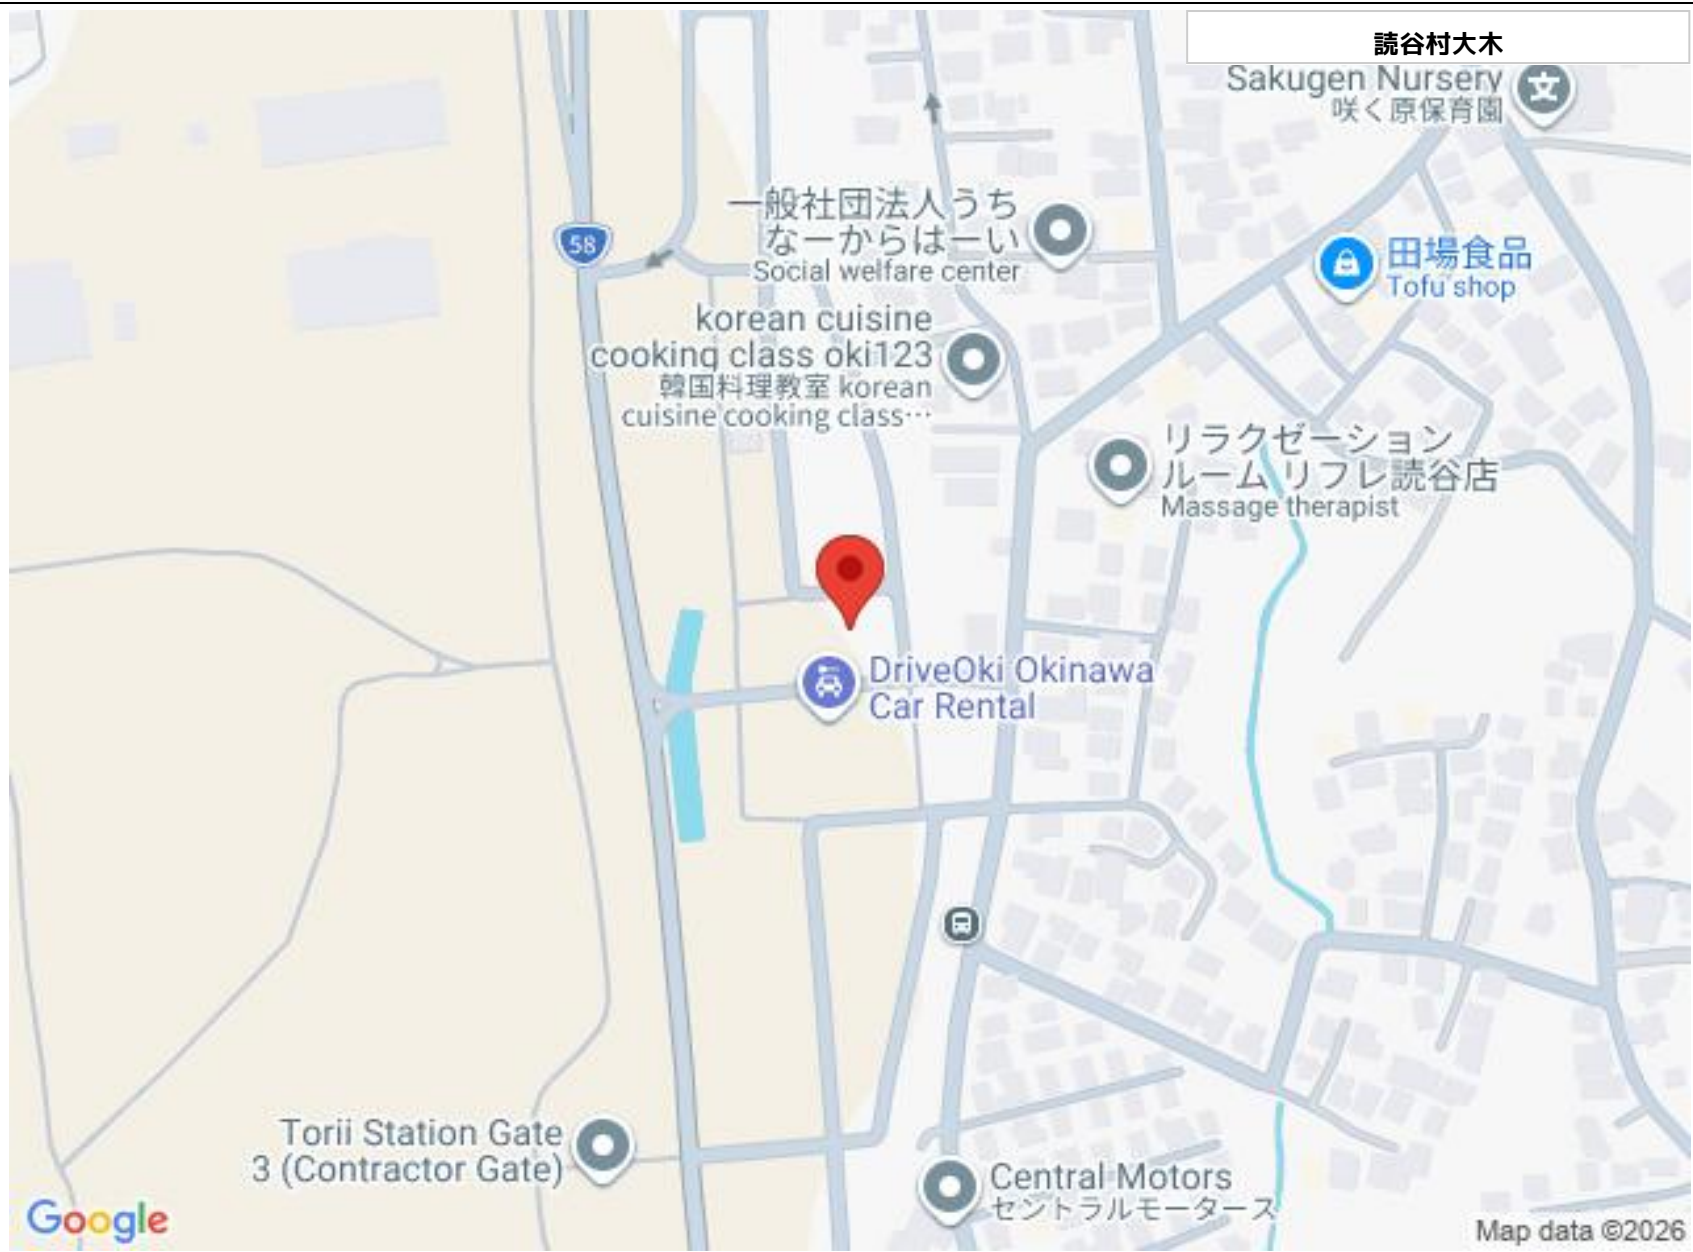 読谷村大木
Sakugen Nursery
咲く原保育園
一般社団法人うち
なーからはーい
Social welfare center
58
田場食品
Tofu shop
korean cuisine
cooking class oki123
韓国料理教室 korean
cuisine cooking class…
リラクゼーション
ルーム リフレ読谷店
Massage therapist
DriveOki Okinawa
Car Rental
Torii Station Gate
3 (Contractor Gate)
Central Motors
セントラルモータース
Google
Map data ©2026